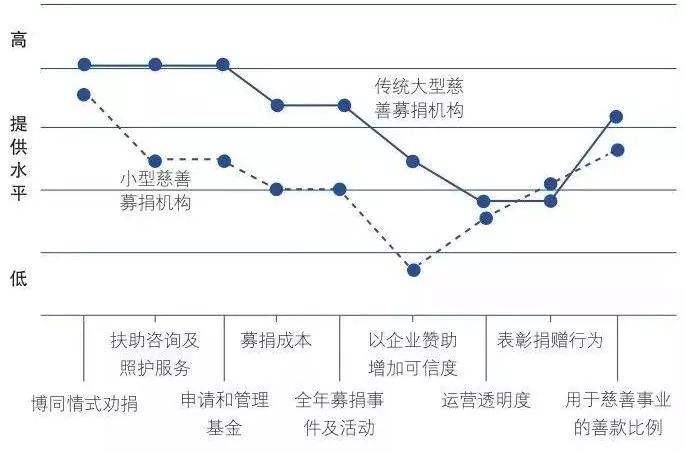 高
提供水平
低
传统大型慈
善募捐机构
小型慈善
募捐机构
扶助咨询及
照护服务
募捐成本
以企业赞助
增加可信度
表彰捐赠行为
博同情式劝捐
申请和管理
基金
全年募捐事
件及活动
运营透明度
用于慈善事业
的善款比例